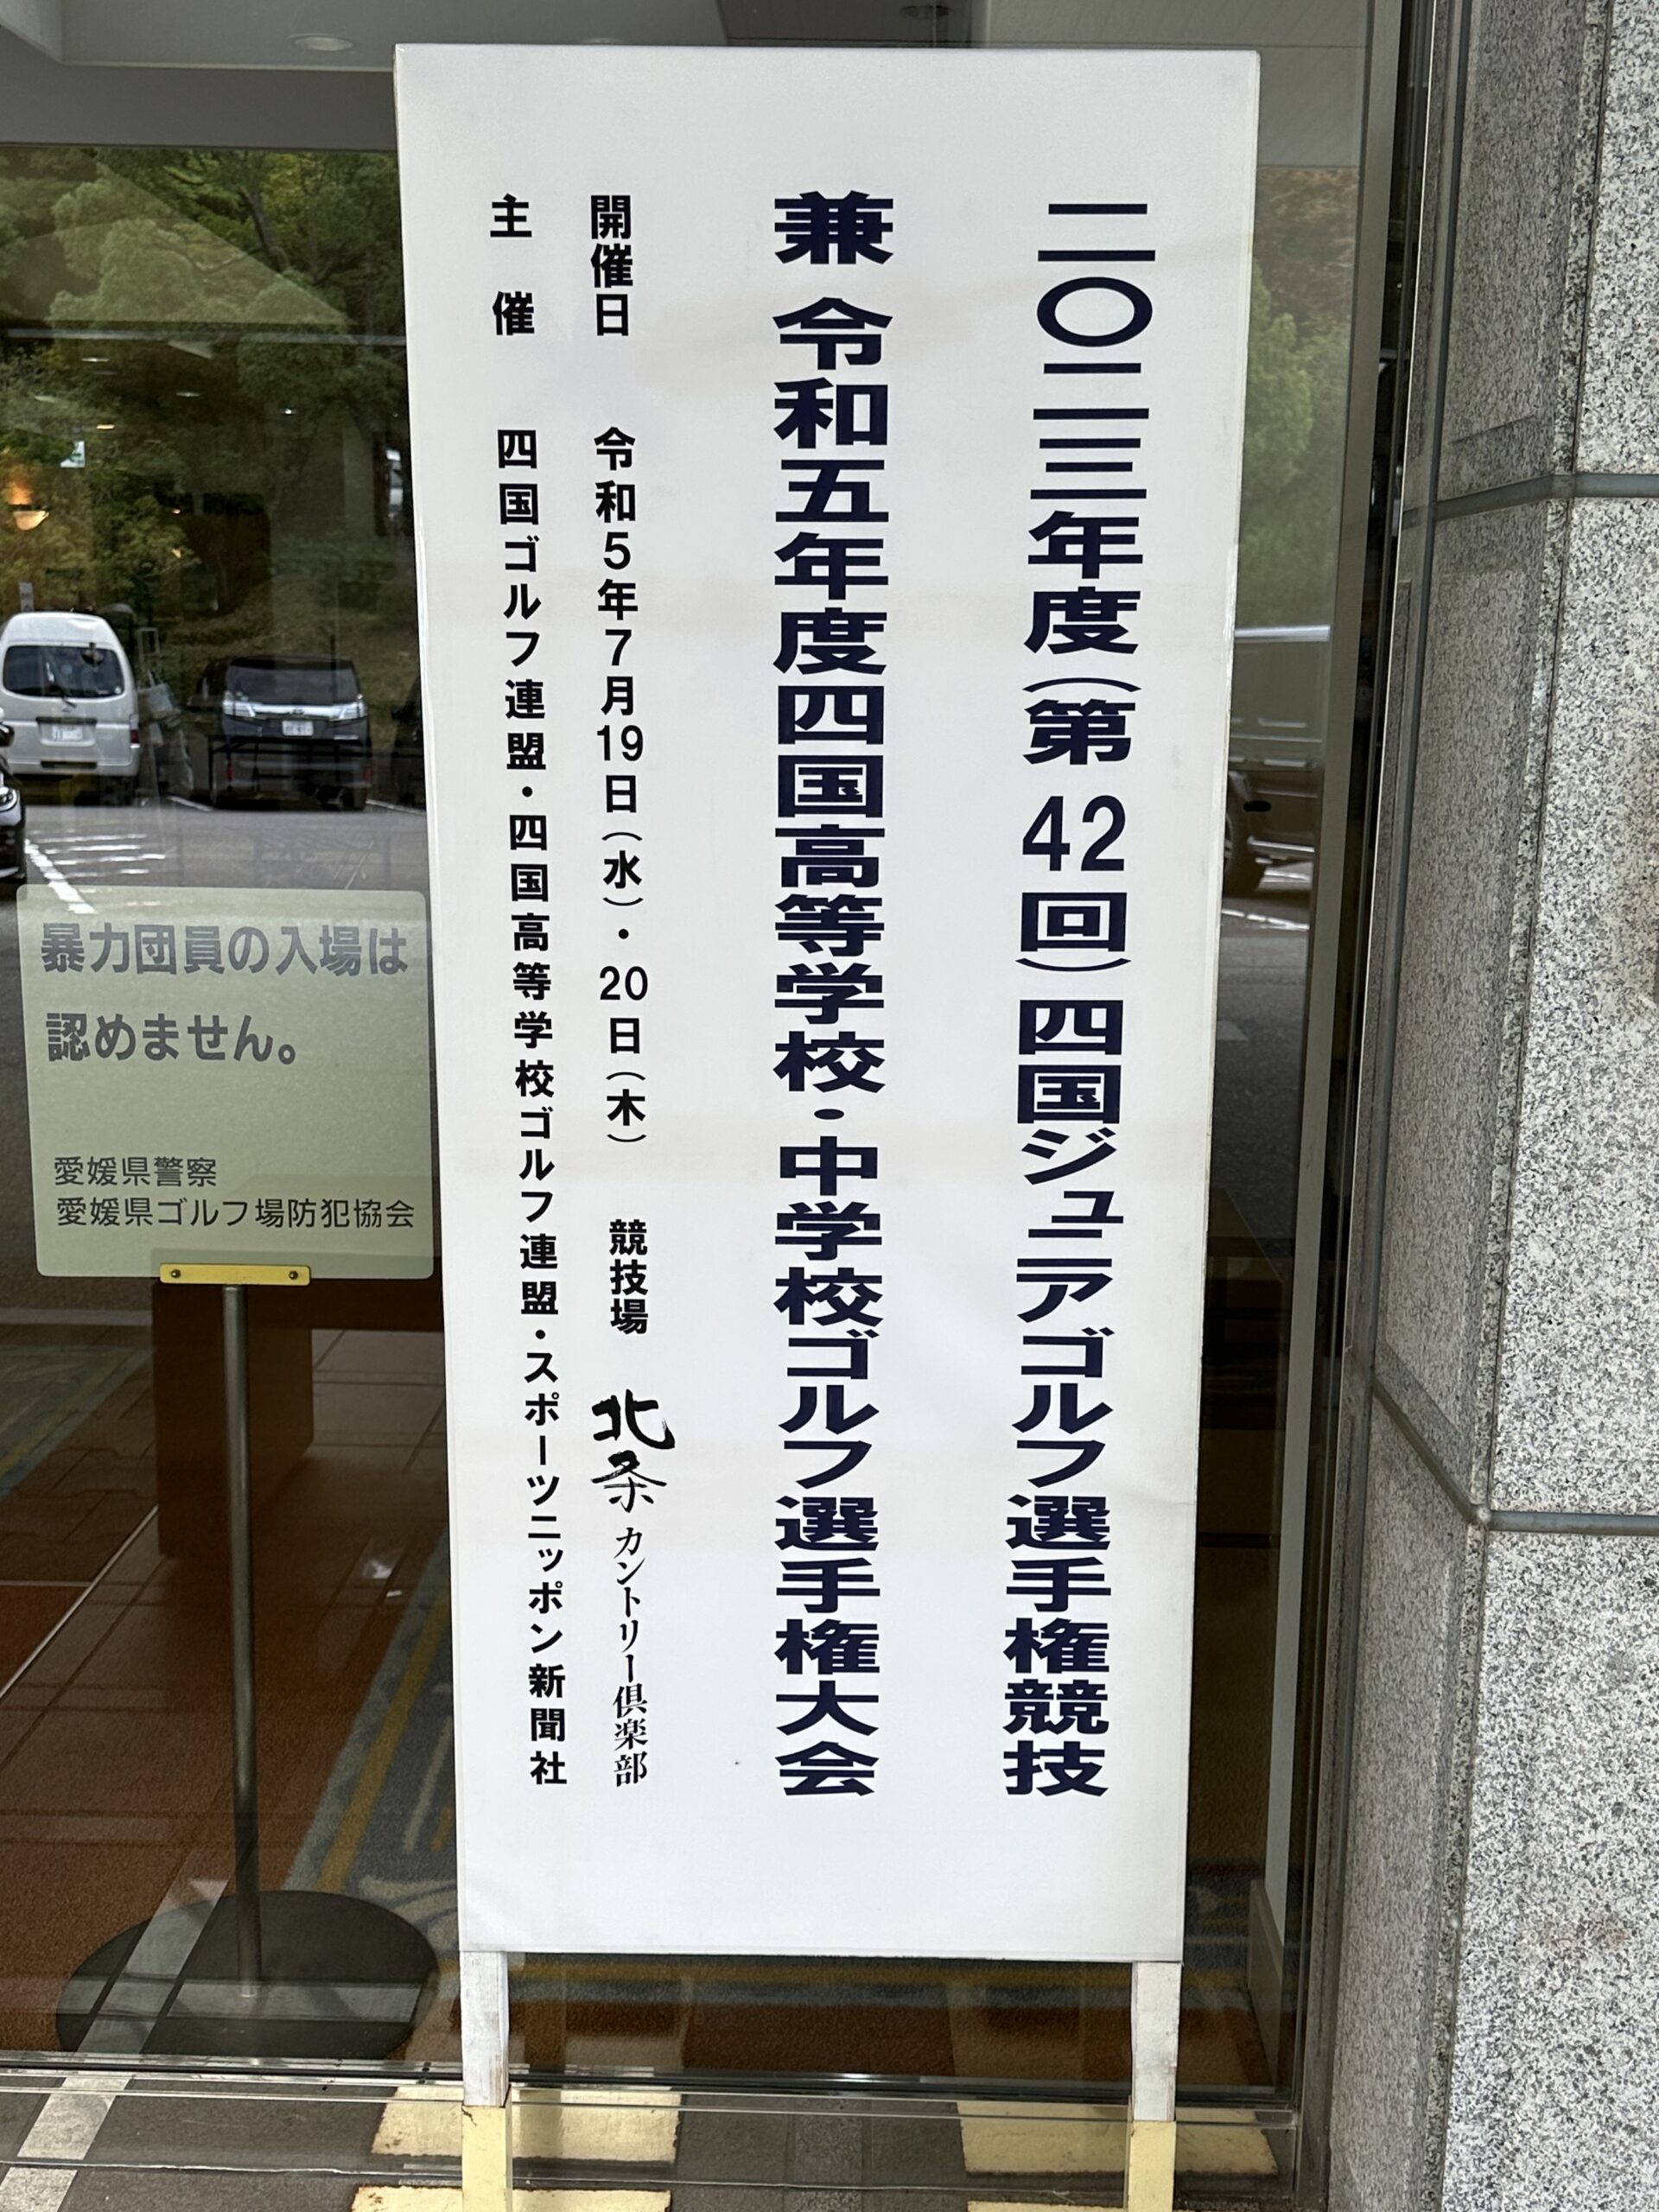 二〇二三年度(第42回)四国ジュニアゴルフ選手権競技
兼 令和五年度四国高等学校・中学校ゴルフ選手権大会
開催日 令和5年7月19日(水)・20日(木) 競技場 北条カントリー倶楽部
主催 四国ゴルフ連盟・四国高等学校ゴルフ連盟・スポーツニッポン新聞社
暴力団員の入場は
認めません。
愛媛県警察
愛媛県ゴルフ場防犯協会